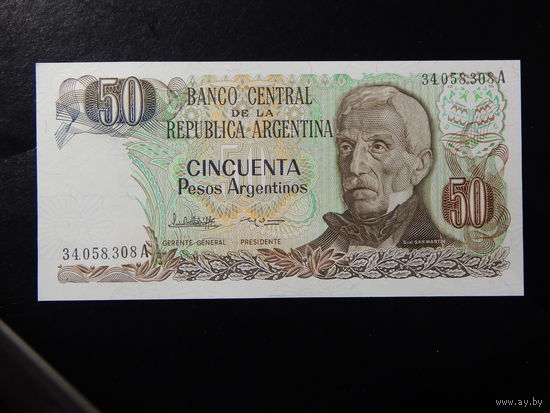 50
34.058.308 A
BANCO CENTRAL
DE LA
REPUBLICA ARGENTINA
CINCUENTA
Pesos Argentinos
50
34.058.308 A
GERENTE GENERAL PRESIDENTE
Gral. SAN MARTIN
www.ay.by